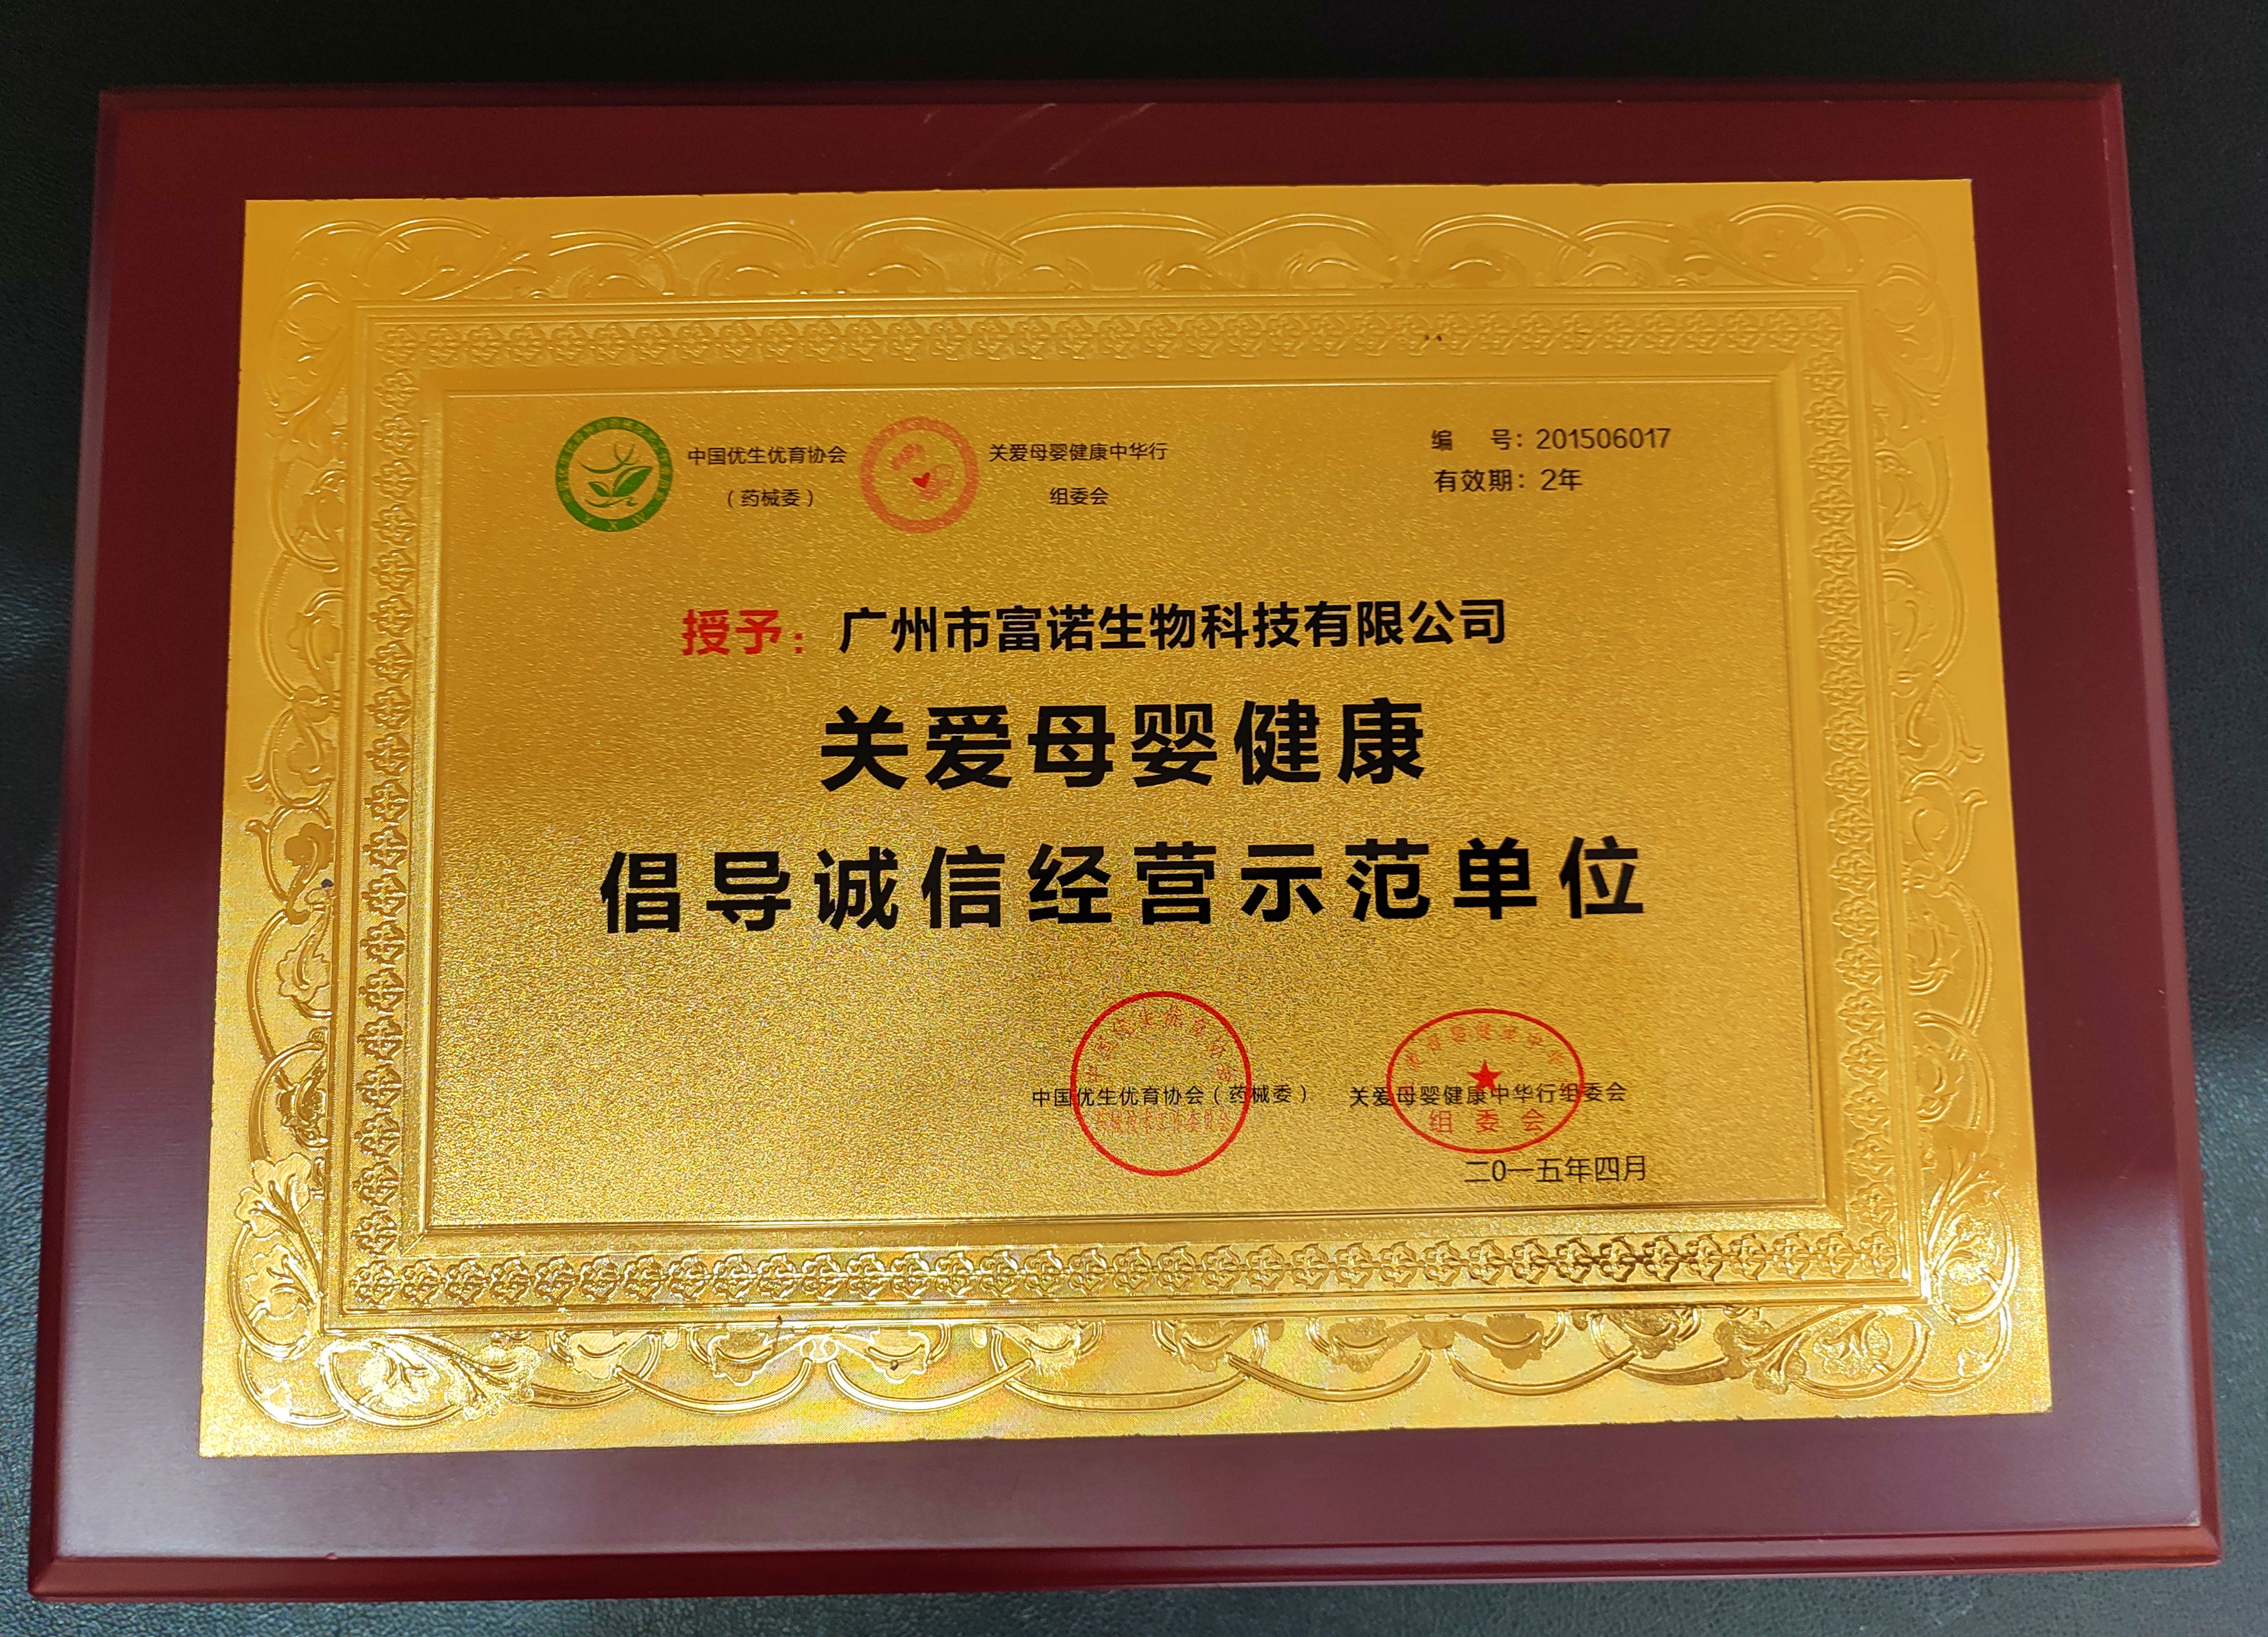 中国优生优育协会
（药械委）
关爱母婴健康中华行
组委会
编 号：201506017
有效期：2年
授予：广州市富诺生物科技有限公司
关爱母婴健康
倡导诚信经营示范单位
中国优生优育协会（药械委）
关爱母婴健康中华行组委会
组委会
二0一五年四月